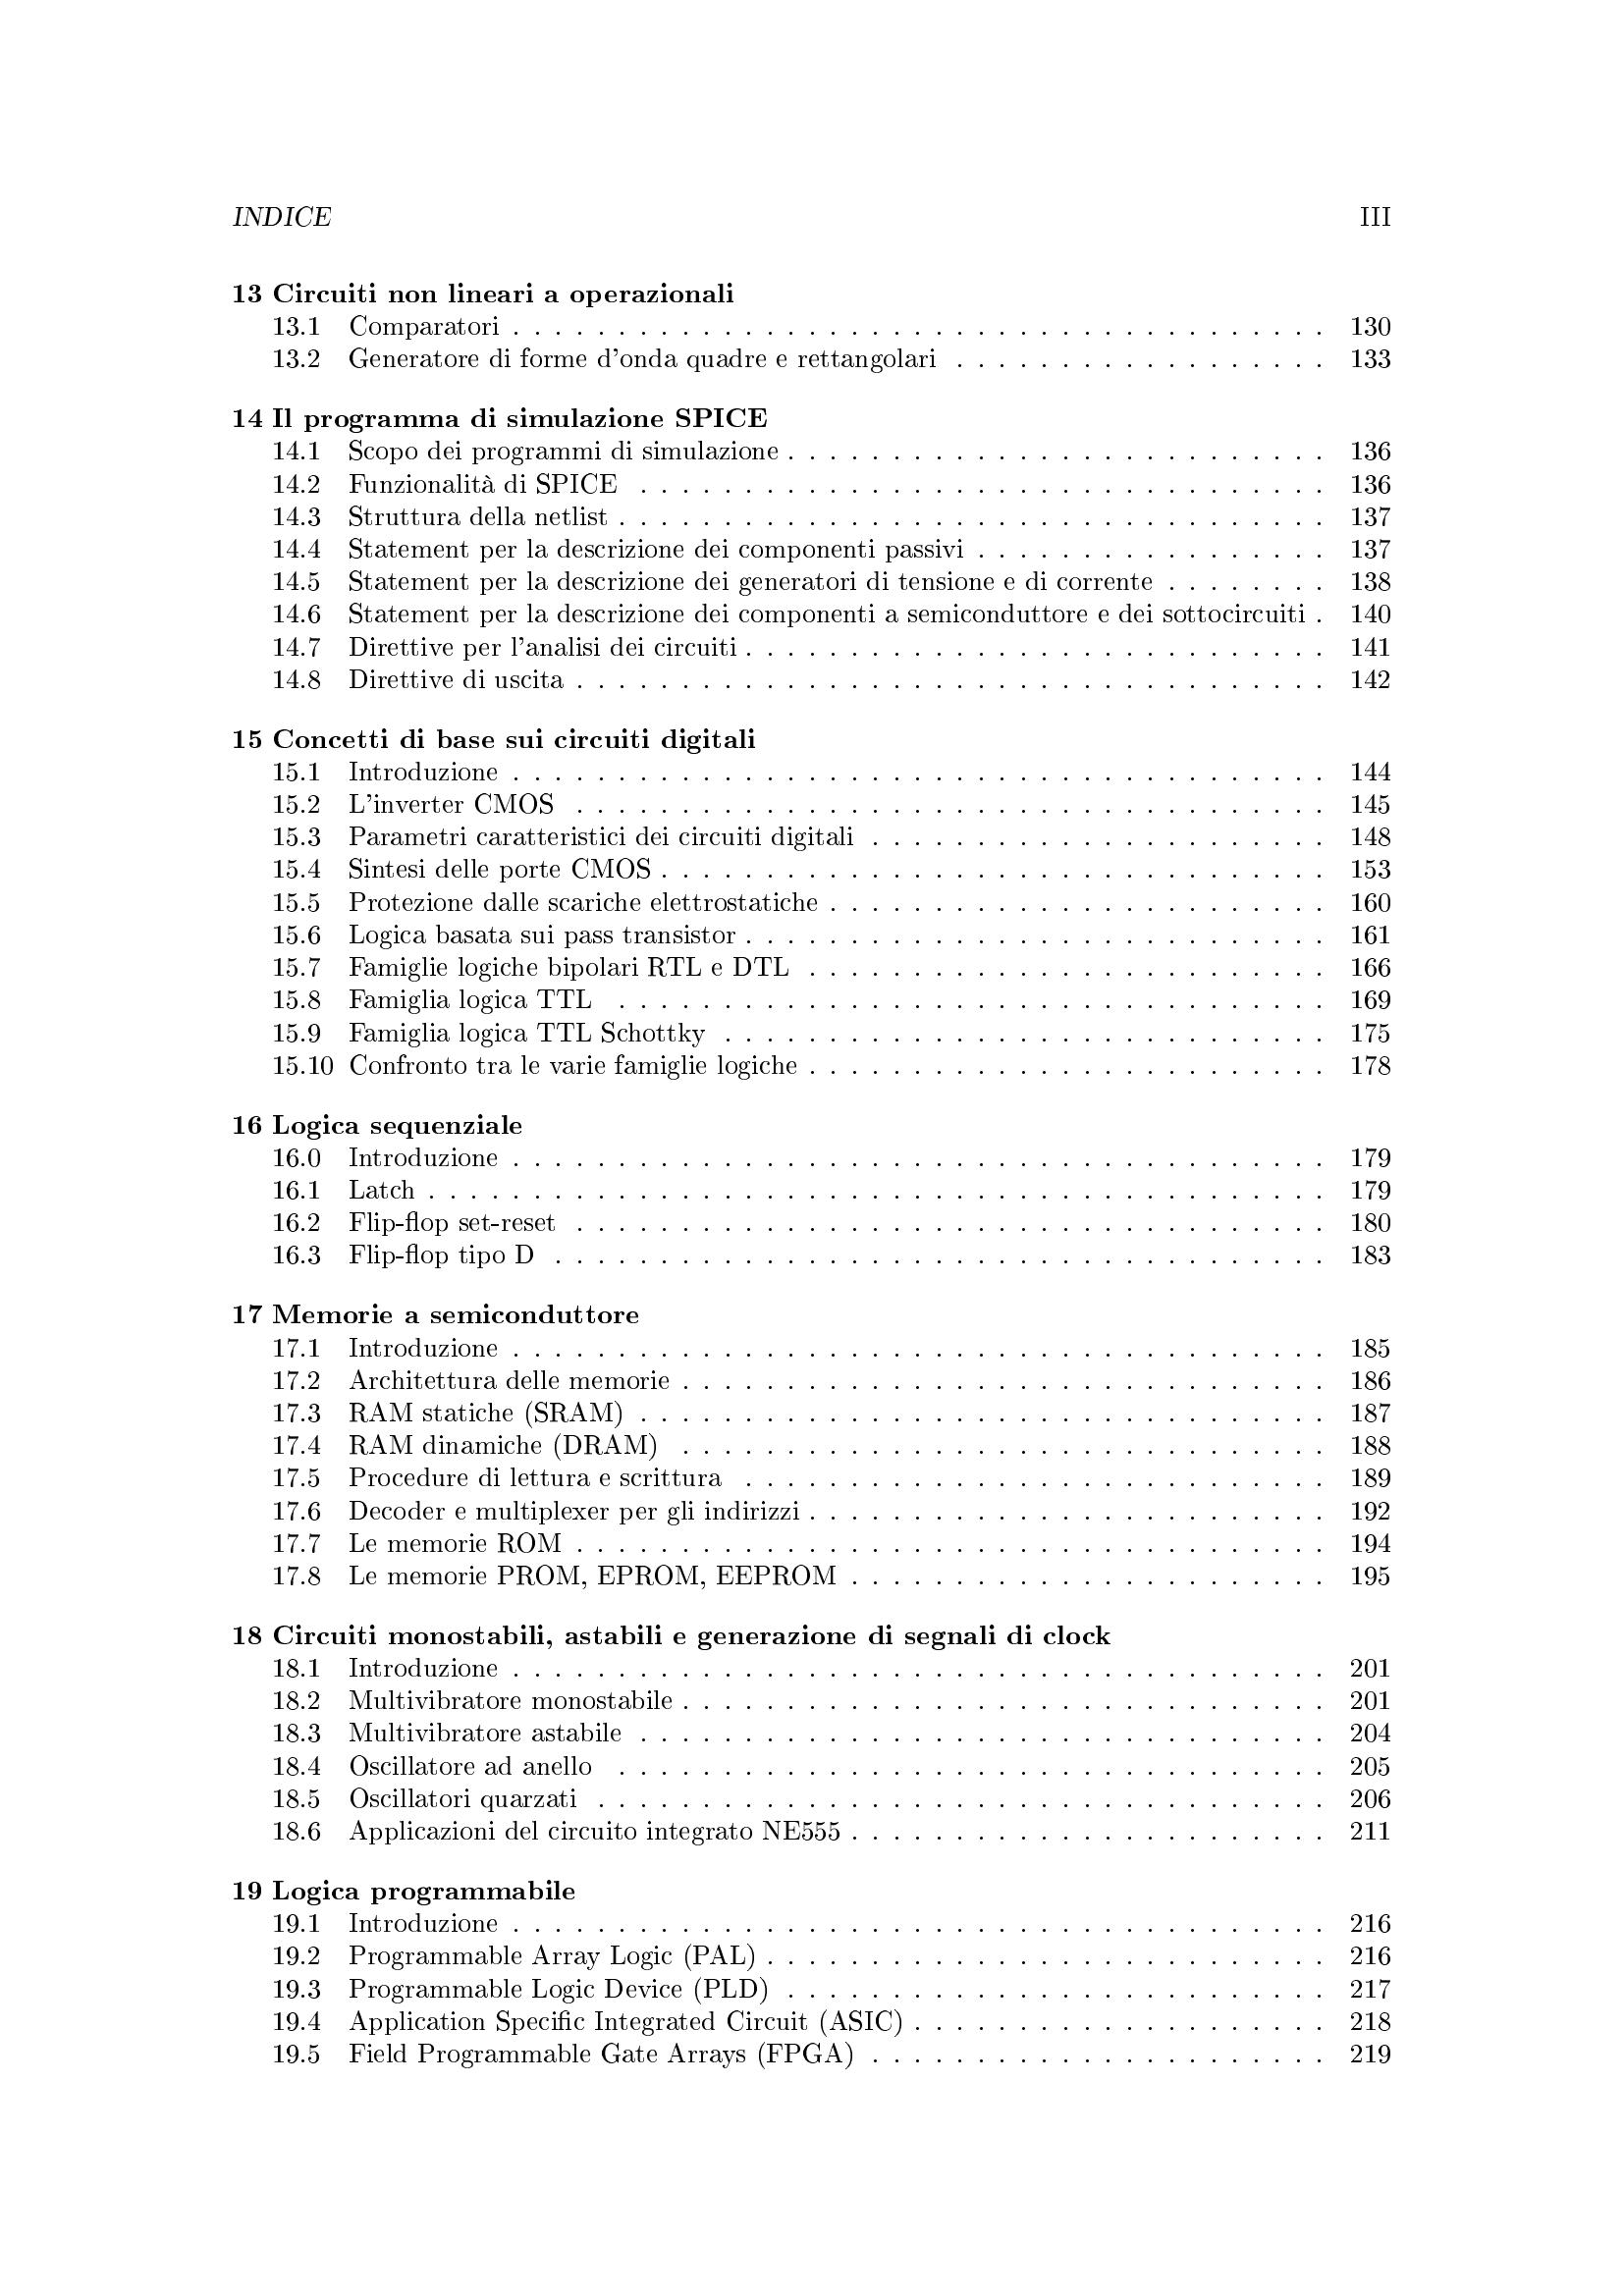 INDICE III
13 Circuiti non lineari a operazionali
13.1 Comparatori . . . . . . . . . . . . . . . . . . . . . . . . . . . . . . . . . . . . . . . 130
13.2 Generatore di forme d'onda quadre e rettangolari . . . . . . . . . . . . . . . . . . 133
14 Il programma di simulazione SPICE
14.1 Scopo dei programmi di simulazione . . . . . . . . . . . . . . . . . . . . . . . . . . 136
14.2 Funzionalità di SPICE . . . . . . . . . . . . . . . . . . . . . . . . . . . . . . . . . 136
14.3 Struttura della netlist . . . . . . . . . . . . . . . . . . . . . . . . . . . . . . . . . . 137
14.4 Statement per la descrizione dei componenti passivi . . . . . . . . . . . . . . . . . 137
14.5 Statement per la descrizione dei generatori di tensione e di corrente . . . . . . . . 138
14.6 Statement per la descrizione dei componenti a semiconduttore e dei sottocircuiti . 140
14.7 Direttive per l'analisi dei circuiti . . . . . . . . . . . . . . . . . . . . . . . . . . . . 141
14.8 Direttive di uscita . . . . . . . . . . . . . . . . . . . . . . . . . . . . . . . . . . . . 142
15 Concetti di base sui circuiti digitali
15.1 Introduzione . . . . . . . . . . . . . . . . . . . . . . . . . . . . . . . . . . . . . . . 144
15.2 L'inverter CMOS . . . . . . . . . . . . . . . . . . . . . . . . . . . . . . . . . . . . 145
15.3 Parametri caratteristici dei circuiti digitali . . . . . . . . . . . . . . . . . . . . . . 148
15.4 Sintesi delle porte CMOS . . . . . . . . . . . . . . . . . . . . . . . . . . . . . . . . 153
15.5 Protezione dalle scariche elettrostatiche . . . . . . . . . . . . . . . . . . . . . . . . 160
15.6 Logica basata sui pass transistor . . . . . . . . . . . . . . . . . . . . . . . . . . . . 161
15.7 Famiglie logiche bipolari RTL e DTL . . . . . . . . . . . . . . . . . . . . . . . . . 166
15.8 Famiglia logica TTL . . . . . . . . . . . . . . . . . . . . . . . . . . . . . . . . . . 169
15.9 Famiglia logica TTL Schottky . . . . . . . . . . . . . . . . . . . . . . . . . . . . . 175
15.10 Confronto tra le varie famiglie logiche . . . . . . . . . . . . . . . . . . . . . . . . . 178
16 Logica sequenziale
16.0 Introduzione . . . . . . . . . . . . . . . . . . . . . . . . . . . . . . . . . . . . . . . 179
16.1 Latch . . . . . . . . . . . . . . . . . . . . . . . . . . . . . . . . . . . . . . . . . . . 179
16.2 Flip-flop set-reset . . . . . . . . . . . . . . . . . . . . . . . . . . . . . . . . . . . . 180
16.3 Flip-flop tipo D . . . . . . . . . . . . . . . . . . . . . . . . . . . . . . . . . . . . . 183
17 Memorie a semiconduttore
17.1 Introduzione . . . . . . . . . . . . . . . . . . . . . . . . . . . . . . . . . . . . . . . 185
17.2 Architettura delle memorie . . . . . . . . . . . . . . . . . . . . . . . . . . . . . . . 186
17.3 RAM statiche (SRAM) . . . . . . . . . . . . . . . . . . . . . . . . . . . . . . . . . 187
17.4 RAM dinamiche (DRAM) . . . . . . . . . . . . . . . . . . . . . . . . . . . . . . . 188
17.5 Procedure di lettura e scrittura . . . . . . . . . . . . . . . . . . . . . . . . . . . . 189
17.6 Decoder e multiplexer per gli indirizzi . . . . . . . . . . . . . . . . . . . . . . . . . 192
17.7 Le memorie ROM . . . . . . . . . . . . . . . . . . . . . . . . . . . . . . . . . . . . 194
17.8 Le memorie PROM, EPROM, EEPROM . . . . . . . . . . . . . . . . . . . . . . . 195
18 Circuiti monostabili, astabili e generazione di segnali di clock
18.1 Introduzione . . . . . . . . . . . . . . . . . . . . . . . . . . . . . . . . . . . . . . . 201
18.2 Multivibratore monostabile . . . . . . . . . . . . . . . . . . . . . . . . . . . . . . . 201
18.3 Multivibratore astabile . . . . . . . . . . . . . . . . . . . . . . . . . . . . . . . . . 204
18.4 Oscillatore ad anello . . . . . . . . . . . . . . . . . . . . . . . . . . . . . . . . . . 205
18.5 Oscillatori quarzati . . . . . . . . . . . . . . . . . . . . . . . . . . . . . . . . . . . 206
18.6 Applicazioni del circuito integrato NE555 . . . . . . . . . . . . . . . . . . . . . . . 211
19 Logica programmabile
19.1 Introduzione . . . . . . . . . . . . . . . . . . . . . . . . . . . . . . . . . . . . . . . 216
19.2 Programmable Array Logic (PAL) . . . . . . . . . . . . . . . . . . . . . . . . . . . 216
19.3 Programmable Logic Device (PLD) . . . . . . . . . . . . . . . . . . . . . . . . . . 217
19.4 Application Specific Integrated Circuit (ASIC) . . . . . . . . . . . . . . . . . . . . 218
19.5 Field Programmable Gate Arrays (FPGA) . . . . . . . . . . . . . . . . . . . . . . 219